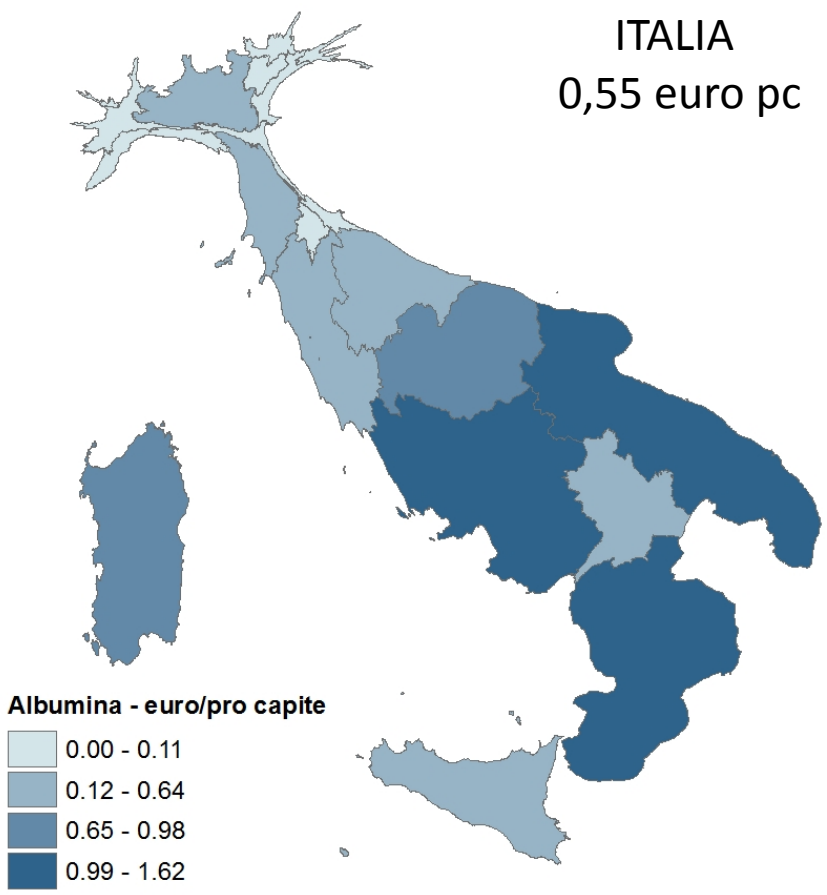 ITALIA
0,55 euro pc
Albumina - euro/pro capite
0.00 - 0.11
0.12 - 0.64
0.65 - 0.98
0.99 - 1.62